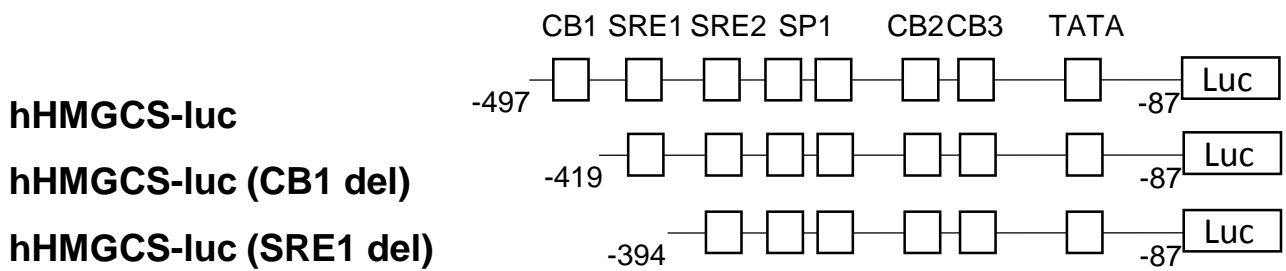 CB1 SRE1 SRE2 SP1 CB2 CB3 TATA
-497 -87 Luc
hHMGCS-luc
-419 -87 Luc
hHMGCS-luc (CB1 del)
-394 -87 Luc
hHMGCS-luc (SRE1 del)